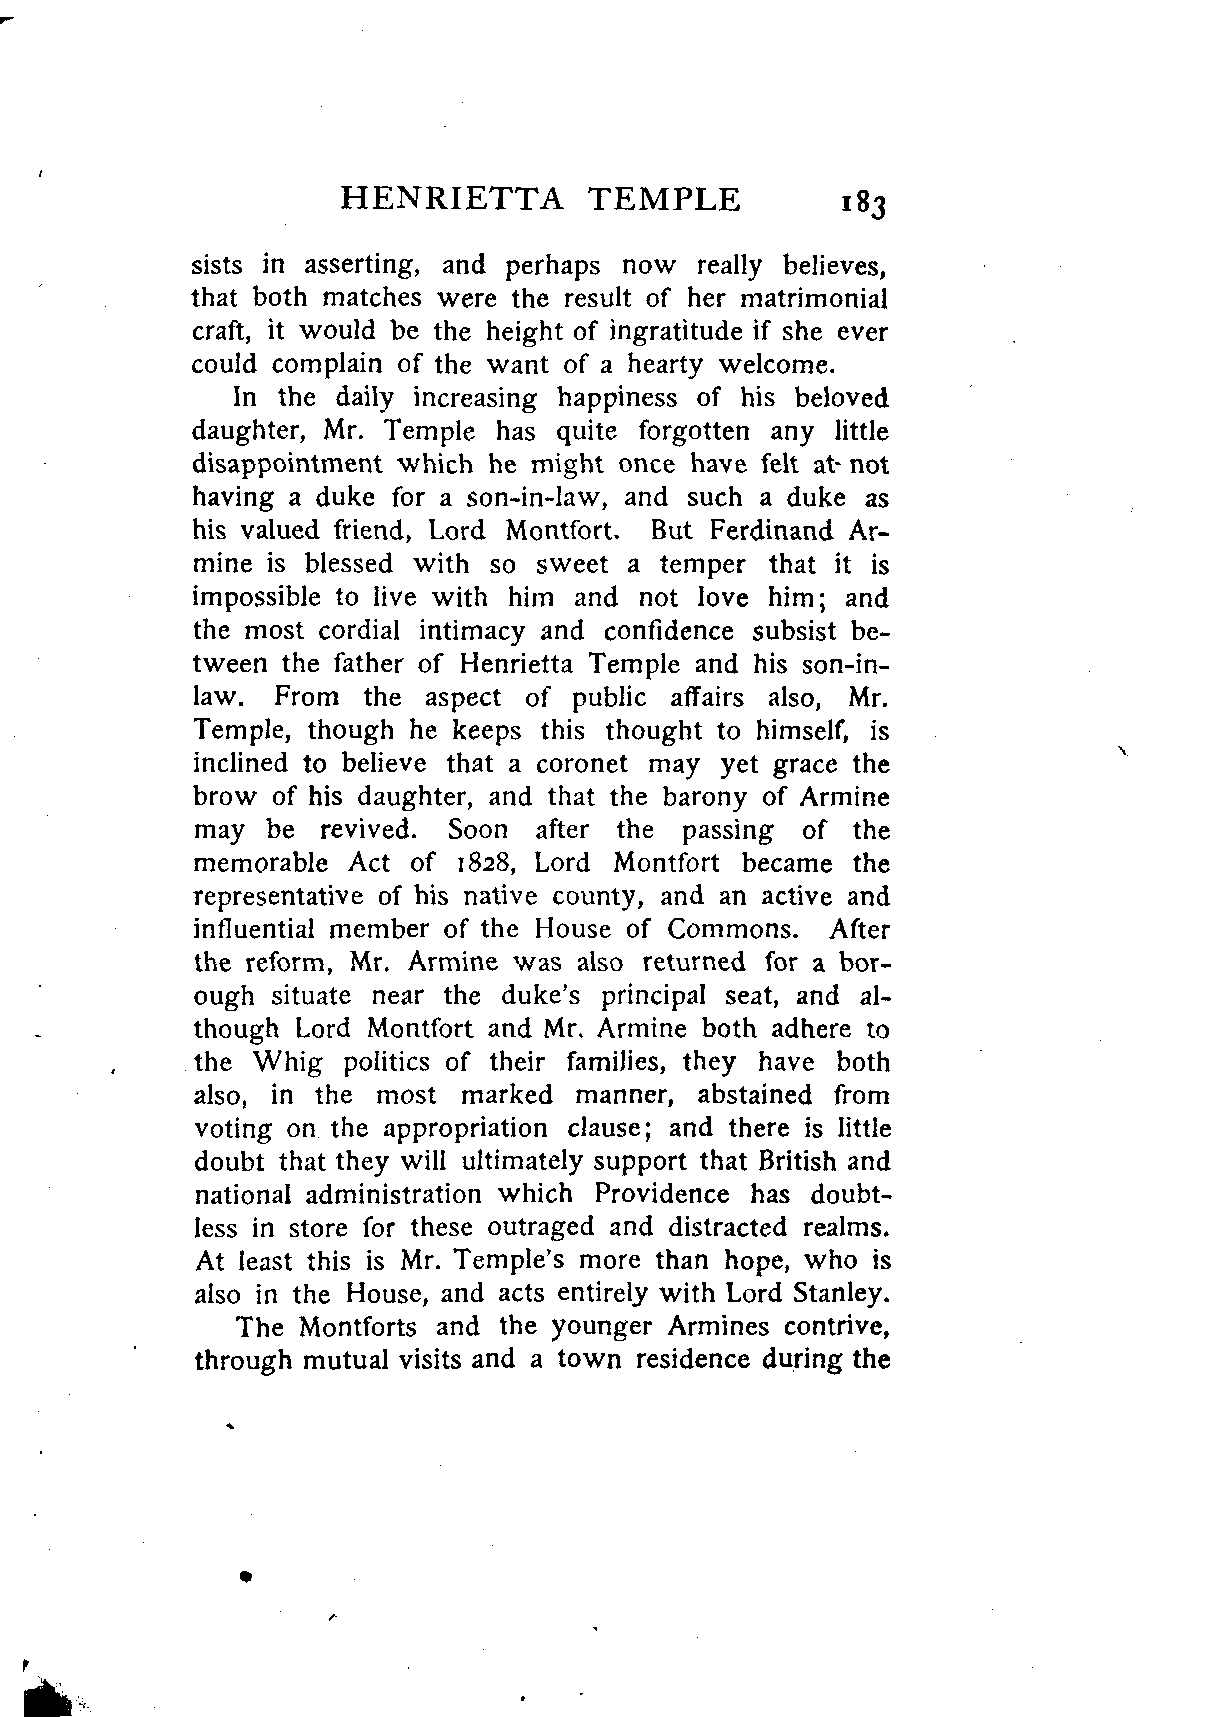 HENRIETTA TEMPLE 183
sists in asserting, and perhaps now really believes,
that both matches were the result of her matrimonial
craft, it would be the height of ingratitude if she ever
could complain of the want of a hearty welcome.
In the daily increasing happiness of his beloved
daughter, Mr. Temple has quite forgotten any little
disappointment which he might once have felt at not
having a duke for a son-in-law, and such a duke as
his valued friend, Lord Montfort. But Ferdinand Ar-
mine is blessed with so sweet a temper that it is
impossible to live with him and not love him; and
the most cordial intimacy and confidence subsist be-
tween the father of Henrietta Temple and his son-in-
law. From the aspect of public affairs also, Mr.
Temple, though he keeps this thought to himself, is
inclined to believe that a coronet may yet grace the
brow of his daughter, and that the barony of Armine
may be revived. Soon after the passing of the
memorable Act of 1828, Lord Montfort became the
representative of his native county, and an active and
influential member of the House of Commons. After
the reform, Mr. Armine was also returned for a bor-
ough situate near the duke's principal seat, and al-
though Lord Montfort and Mr. Armine both adhere to
the Whig politics of their families, they have both
also, in the most marked manner, abstained from
voting on the appropriation clause; and there is little
doubt that they will ultimately support that British and
national administration which Providence has doubt-
less in store for these outraged and distracted realms.
At least this is Mr. Temple's more than hope, who is
also in the House, and acts entirely with Lord Stanley.
The Montforts and the younger Armines contrive,
through mutual visits and a town residence during the